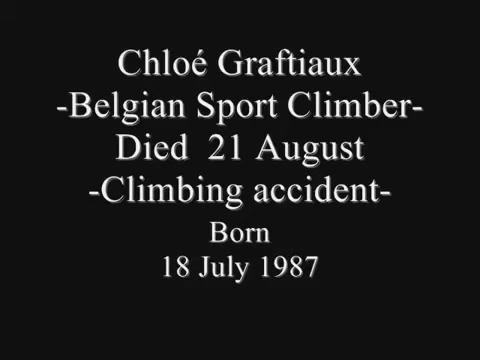 Chloé Graftiaux
-Belgian Sport Climber-
Died  21 August
-Climbing accident-
Born
18 July 1987